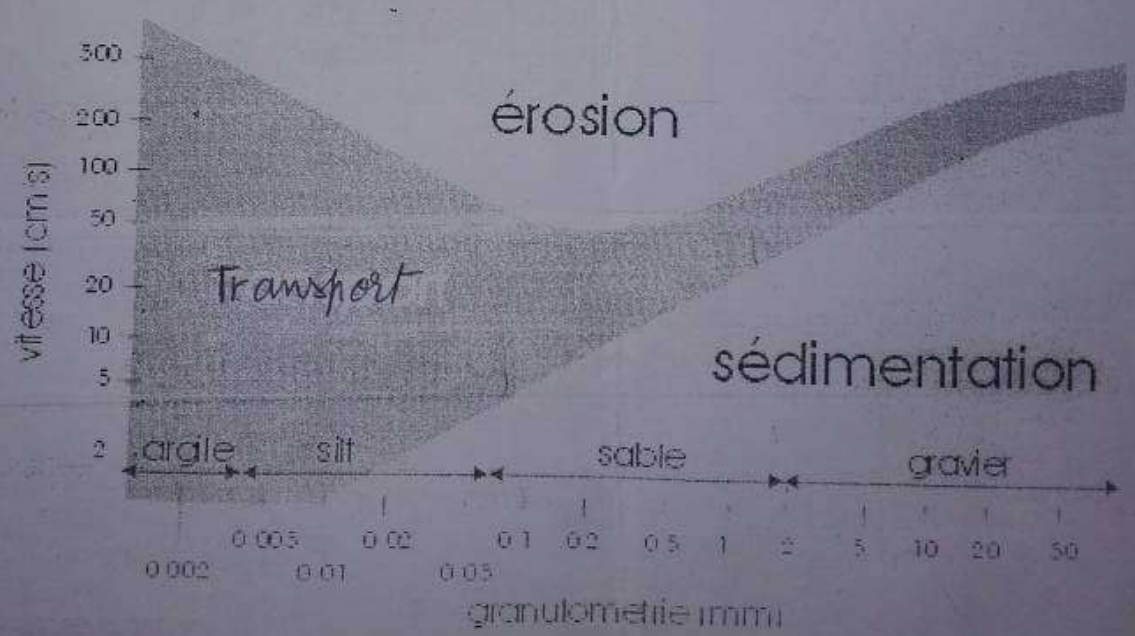 500
200
100
50
20
10
5
2
vitesse (cm/s)
érosion
Transport
sédimentation
argile silt sable gravier
0.005 0.02 0.1 0.2 0.5 1 2 5 10 20 50
0.002 0.01 0.05
granulométrie (mm)